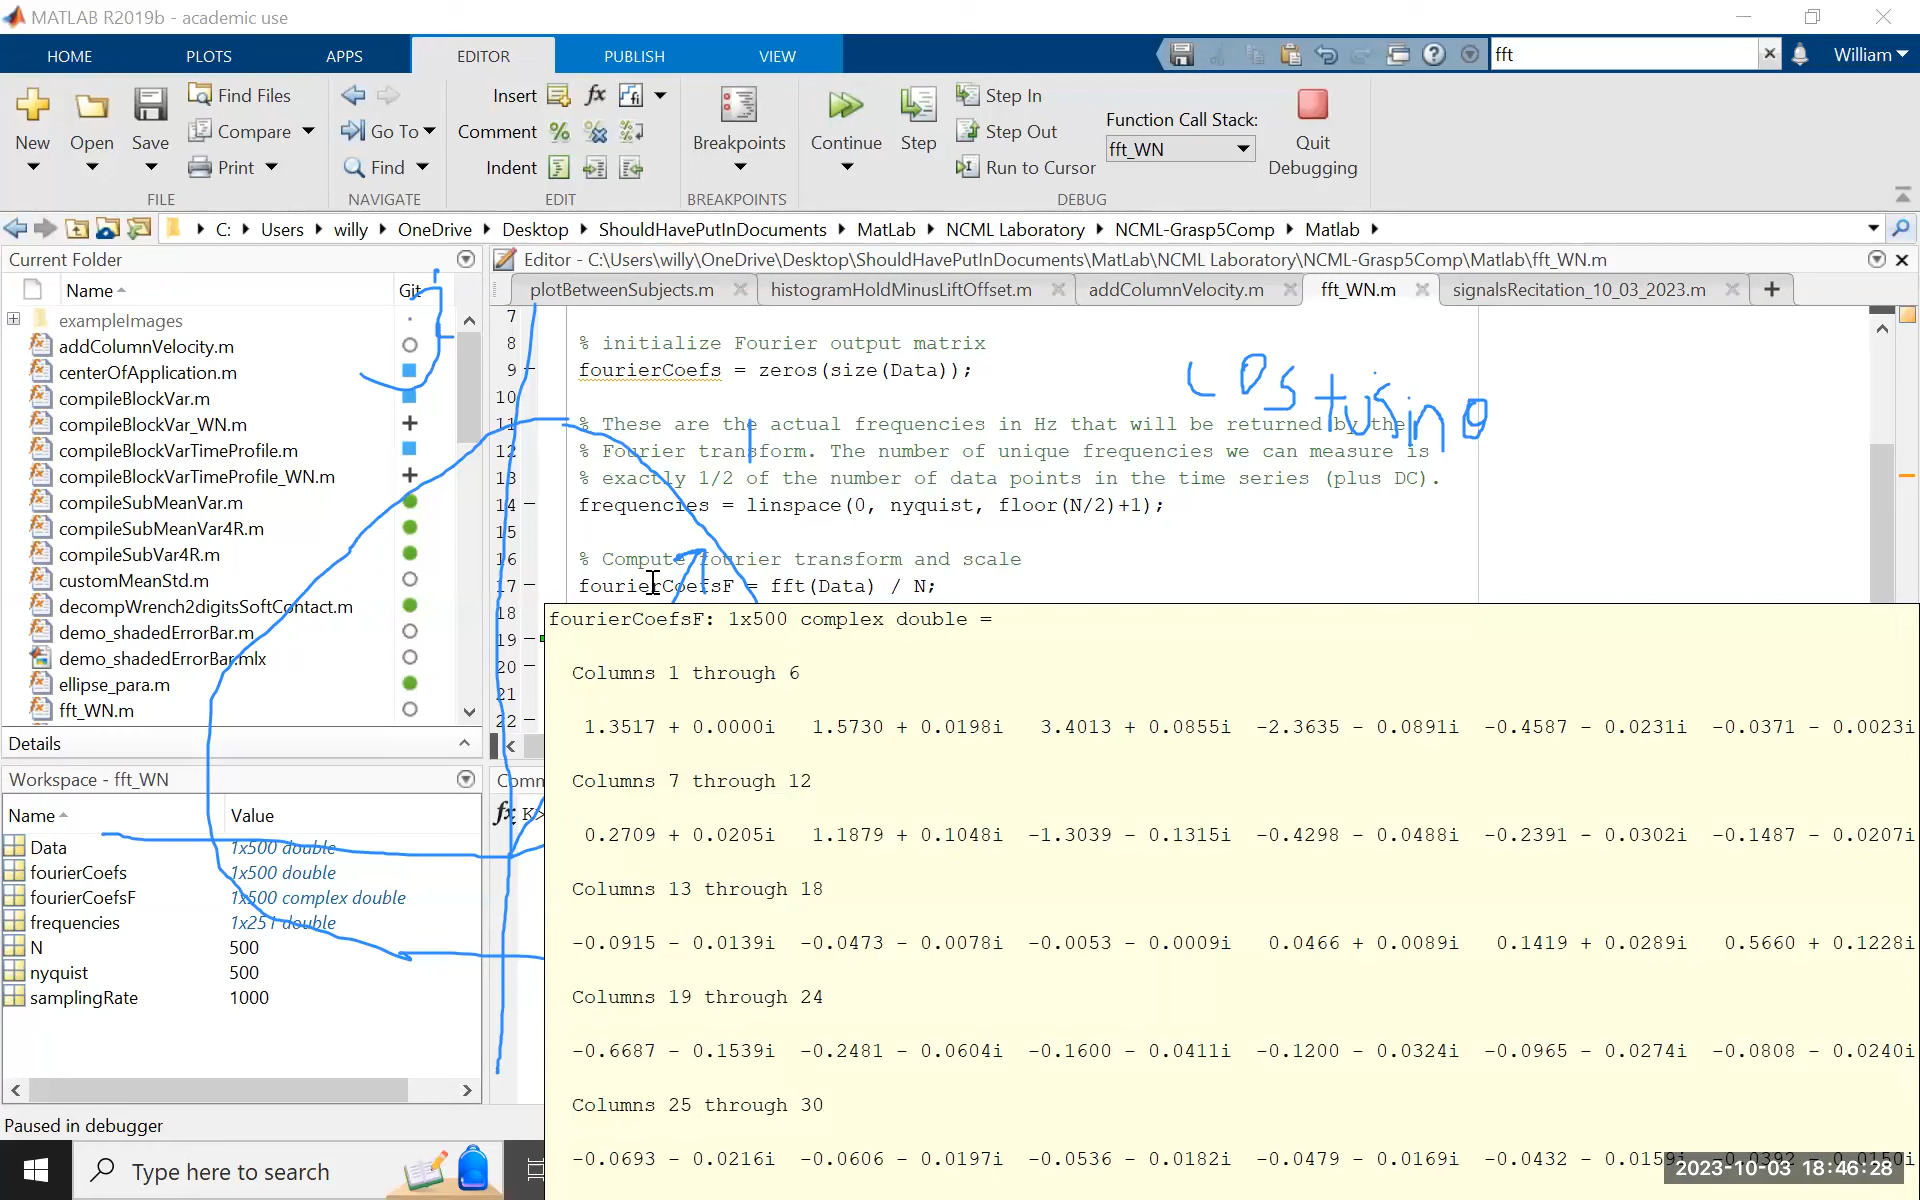 MATLAB R2019b - academic use
HOME PLOTS APPS EDITOR PUBLISH VIEW fft William
New Open Save Find Files Compare Print
FILE
Go To Find
NAVIGATE
Insert fx fi
Comment
Indent
EDIT
Breakpoints
BREAKPOINTS
Continue Step Step In Step Out Run to Cursor
Function Call Stack:
fft_WN
Quit Debugging
DEBUG
C: Users willy OneDrive Desktop ShouldHavePutInDocuments MatLab NCML Laboratory NCML-Grasp5Comp Matlab
Current Folder
Name Git
exampleImages
addColumnVelocity.m
centerOfApplication.m
compileBlockVar.m
compileBlockVar_WN.m
compileBlockVarTimeProfile.m
compileBlockVarTimeProfile_WN.m
compileSubMeanVar.m
compileSubMeanVar4R.m
compileSubVar4R.m
customMeanStd.m
decompWrench2digitsSoftContact.m
demo_shadedErrorBar.m
demo_shadedErrorBar.mlx
ellipse_para.m
fft_WN.m
Details
Workspace - fft_WN
Name Value
Data 1x500 double
fourierCoefs 1x500 double
fourierCoefsF 1x500 complex double
frequencies 1x251 double
N 500
nyquist 500
samplingRate 1000
Paused in debugger
Type here to search
Editor - C:\Users\willy\OneDrive\Desktop\ShouldHavePutInDocuments\MatLab\NCML Laboratory\NCML-Grasp5Comp\Matlab\fft_WN.m
plotBetweenSubjects.m histogramHoldMinusLiftOffset.m addColumnVelocity.m fft_WN.m signalsRecitation_10_03_2023.m
7
8 % initialize Fourier output matrix
9 fourierCoefs = zeros(size(Data));
10
11 % These are the actual frequencies in Hz that will be returned by the
12 % Fourier transform. The number of unique frequencies we can measure is
13 % exactly 1/2 of the number of data points in the time series (plus DC).
14 frequencies = linspace(0, nyquist, floor(N/2)+1);
15
16 % Compute fourier transform and scale
17 fourierCoefsF = fft(Data) / N;
18
19
20
21
22
fourierCoefsF: 1x500 complex double =
Columns 1 through 6
1.3517 + 0.0000i 1.5730 + 0.0198i 3.4013 + 0.0855i -2.3635 - 0.0891i -0.4587 - 0.0231i -0.0371 - 0.0023i
Columns 7 through 12
0.2709 + 0.0205i 1.1879 + 0.1048i -1.3039 - 0.1315i -0.4298 - 0.0488i -0.2391 - 0.0302i -0.1487 - 0.0207i
Columns 13 through 18
-0.0915 - 0.0139i -0.0473 - 0.0078i -0.0053 - 0.0009i 0.0466 + 0.0089i 0.1419 + 0.0289i 0.5660 + 0.1228i
Columns 19 through 24
-0.6687 - 0.1539i -0.2481 - 0.0604i -0.1600 - 0.0411i -0.1200 - 0.0324i -0.0965 - 0.0274i -0.0808 - 0.0240i
Columns 25 through 30
-0.0693 - 0.0216i -0.0606 - 0.0197i -0.0536 - 0.0182i -0.0479 - 0.0169i -0.0432 - 0.0159i
2023-10-03 18:46:28
Comm
fx K>